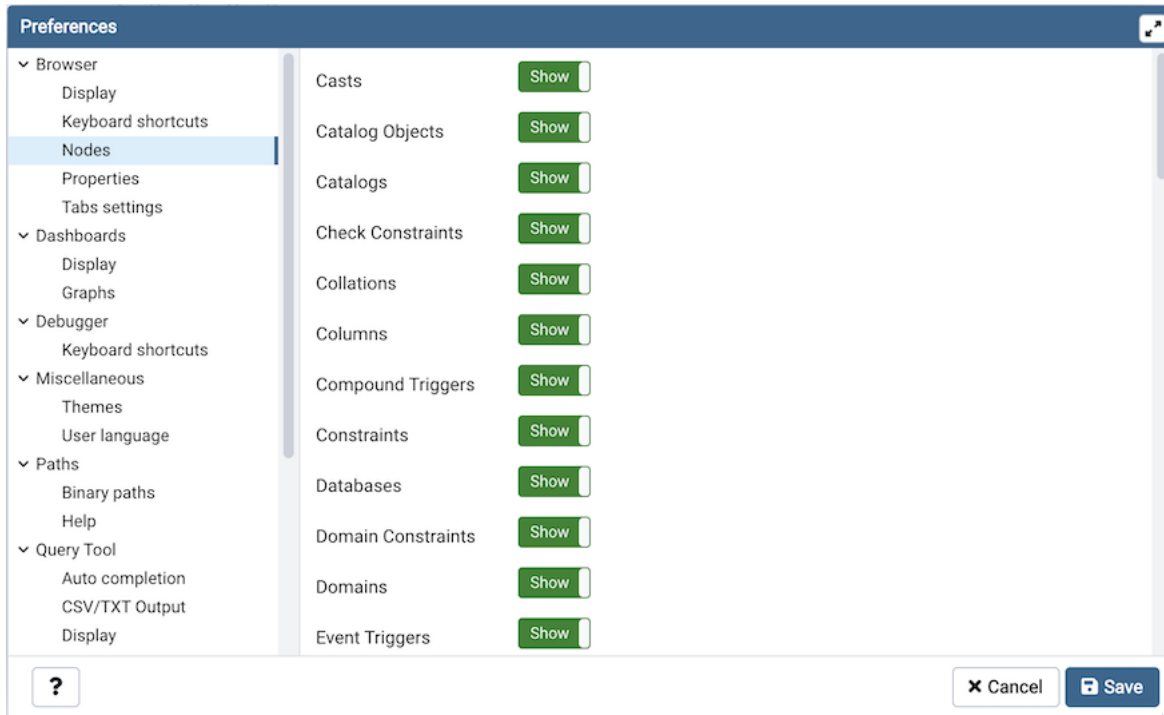 Preferences
Browser
Display
Keyboard shortcuts
Nodes
Properties
Tabs settings
Dashboards
Display
Graphs
Debugger
Keyboard shortcuts
Miscellaneous
Themes
User language
Paths
Binary paths
Help
Query Tool
Auto completion
CSV/TXT Output
Display
Casts Show
Catalog Objects Show
Catalogs Show
Check Constraints Show
Collations Show
Columns Show
Compound Triggers Show
Constraints Show
Databases Show
Domain Constraints Show
Domains Show
Event Triggers Show
? Cancel Save